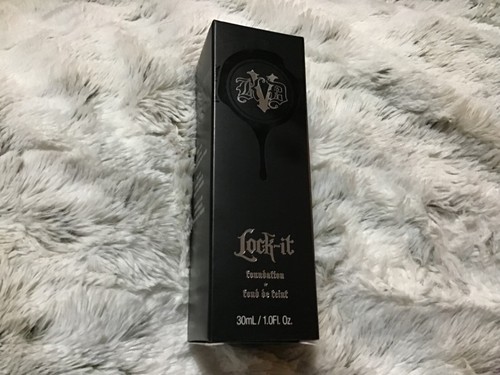 KVD
Lock-it
foundation
fond de teint
30mL / 1.0Fl. Oz.